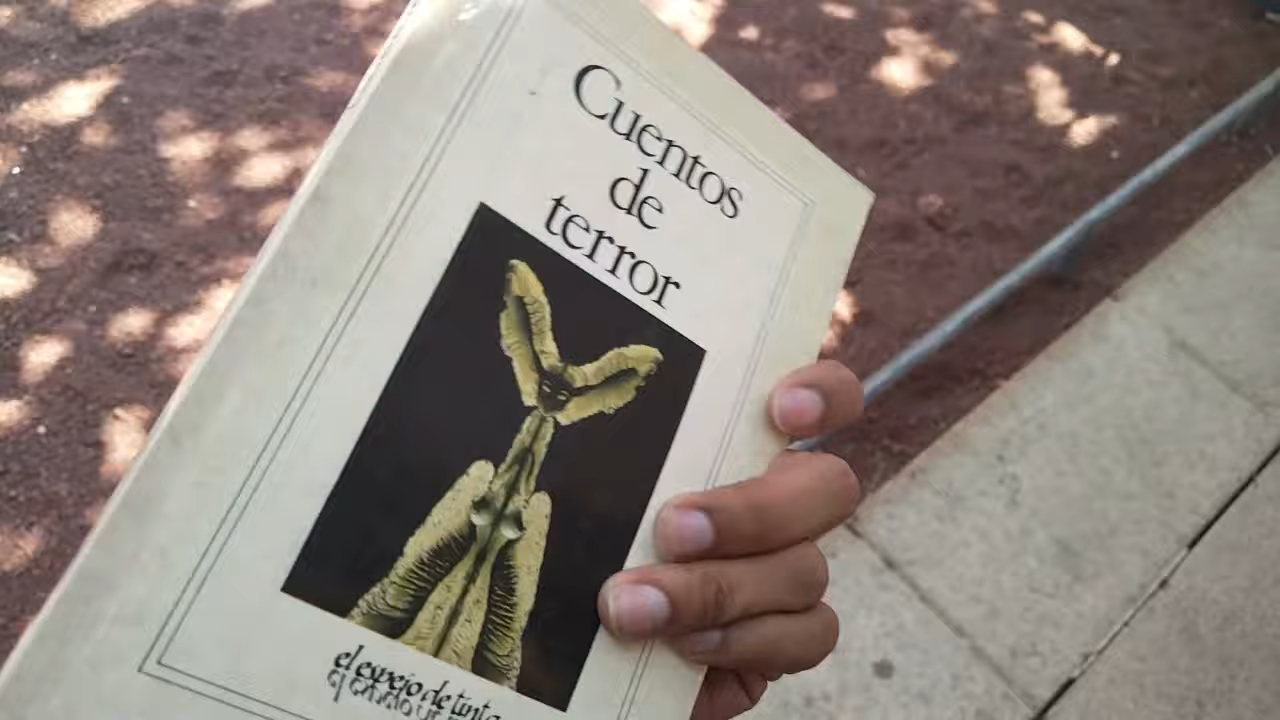 Cuentos
de
terror
el espejo de tinta